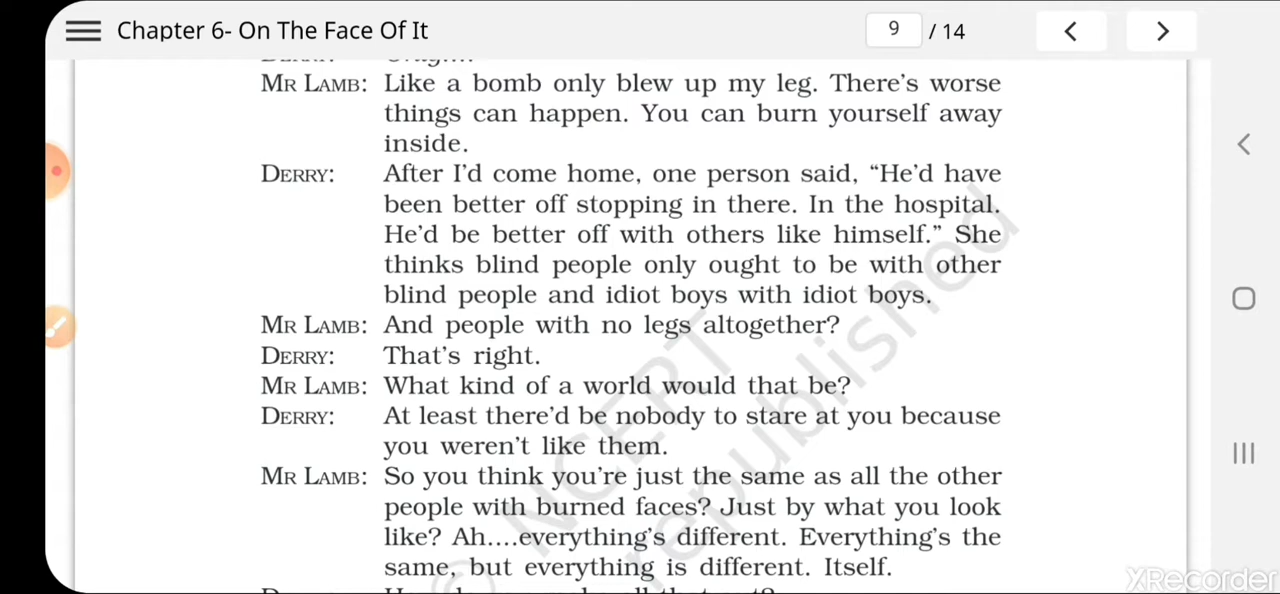 Chapter 6- On The Face Of It
9 / 14
MR LAMB: Like a bomb only blew up my leg. There's worse
things can happen. You can burn yourself away
inside.
DERRY: After I'd come home, one person said, “He'd have
been better off stopping in there. In the hospital.
He'd be better off with others like himself.” She
thinks blind people only ought to be with other
blind people and idiot boys with idiot boys.
MR LAMB: And people with no legs altogether?
DERRY: That's right.
MR LAMB: What kind of a world would that be?
DERRY: At least there'd be nobody to stare at you because
you weren't like them.
MR LAMB: So you think you're just the same as all the other
people with burned faces? Just by what you look
like? Ah....everything's different. Everything's the
same, but everything is different. Itself.
© NCERT
republished
XRecorder